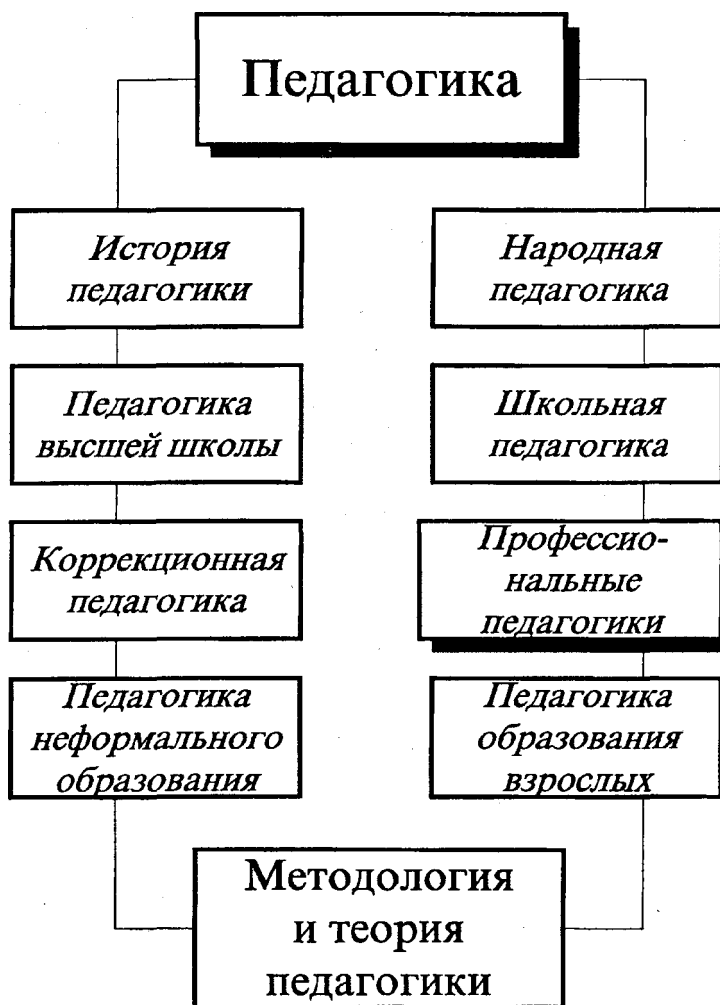 Педагогика
История
педагогики
Народная
педагогика
Педагогика
высшей школы
Школьная
педагогика
Коррекционная
педагогика
Профессио-
нальные
педагогики
Педагогика
неформального
образования
Педагогика
образования
взрослых
Методология
и теория
педагогики